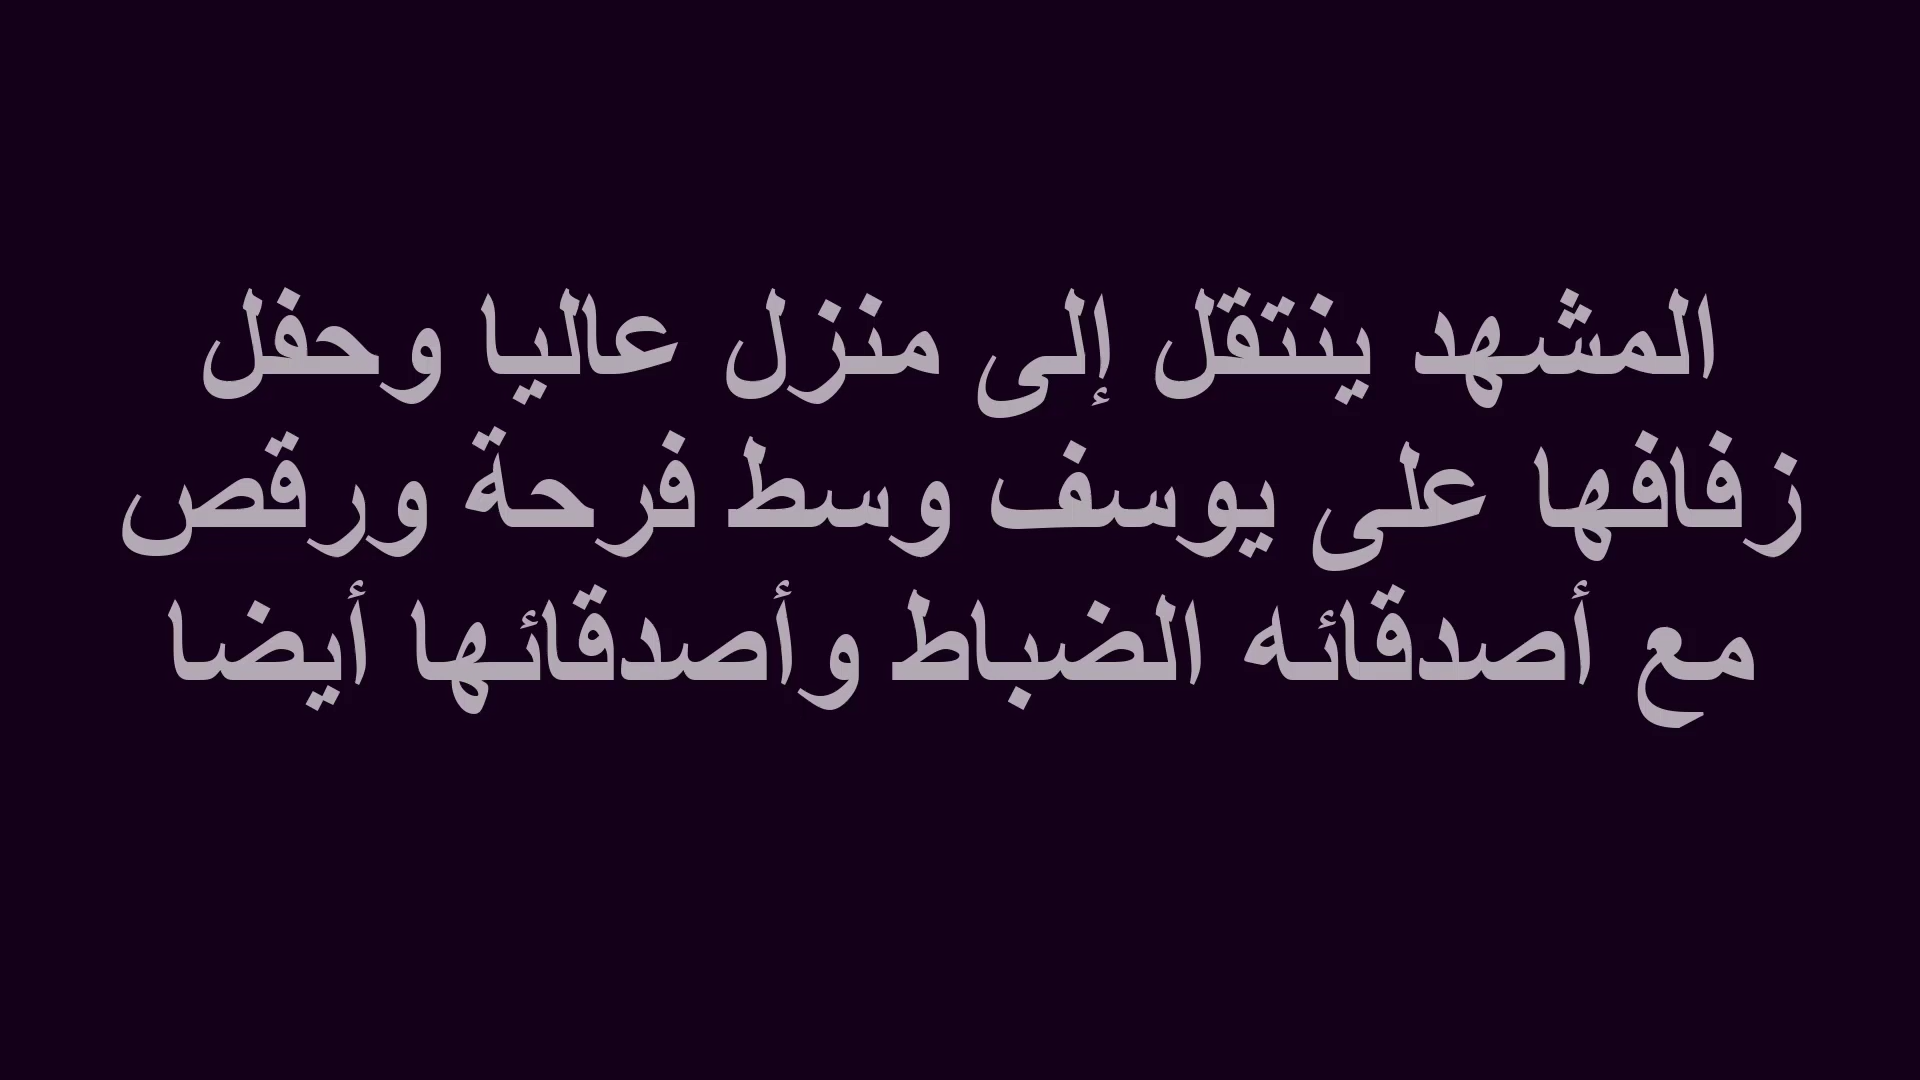 المشهد ينتقل إلى منزل عاليا وحفل
زفافها على يوسف وسط فرحة ورقص
مع أصدقائه الضباط وأصدقائها أيضا